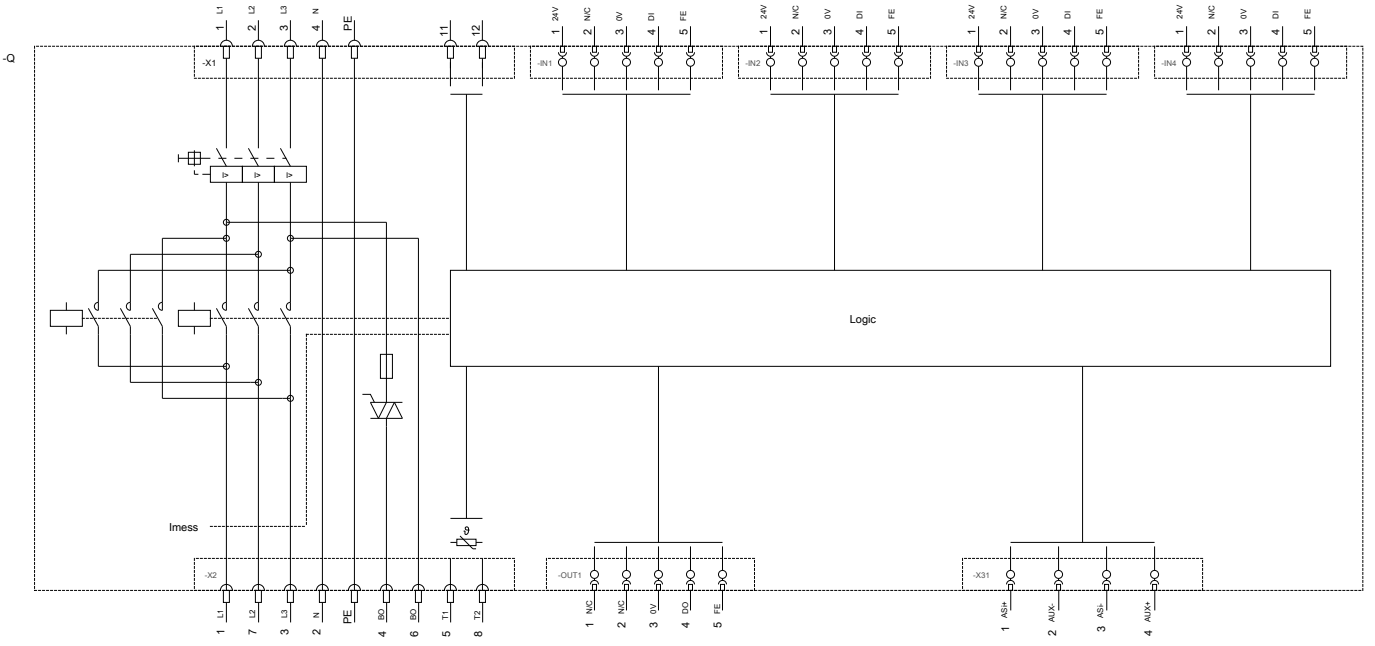 -Q
1 L1
2 L2
3 L3
4 N
PE
11
12
-X1
1 24V
2 N/C
3 0V
4 DI
5 FE
-IN1
1 24V
2 N/C
3 0V
4 DI
5 FE
-IN2
1 24V
2 N/C
3 0V
4 DI
5 FE
-IN3
1 24V
2 N/C
3 0V
4 DI
5 FE
-IN4
I>
I>
I>
Logic
Imess
ϑ
-X2
1 L1
7 L2
3 L3
2 N
PE
4 BO
6 BO
5 T1
8 T2
-OUT1
1 N/C
2 N/C
3 0V
4 DO
5 FE
-X31
1 ASi+
2 AUX-
3 ASi-
4 AUX+